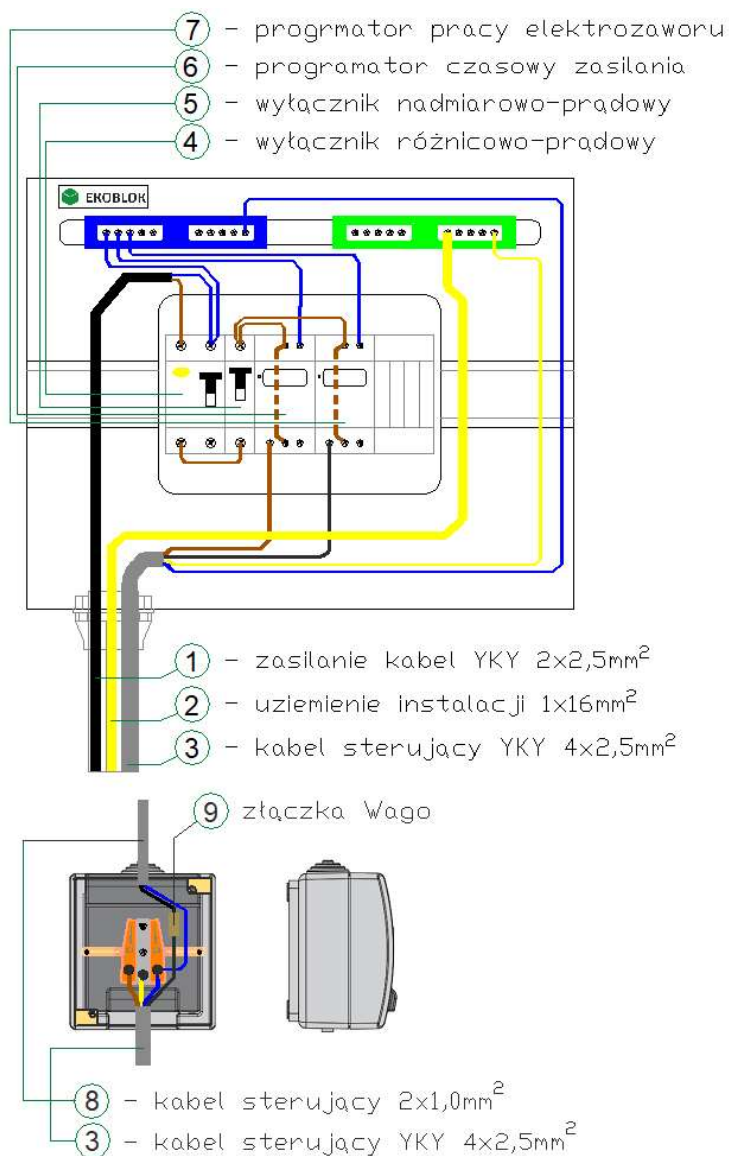 7 - progrmator pracy elektrozaworu
6 - programator czasowy zasilania
5 - wyłącznik nadmiarowo-prądowy
4 - wyłącznik różnicowo-prądowy
EKOBLOK
1 - zasilanie kabel YKY 2x2,5mm²
2 - uziemienie instalacji 1x16mm²
3 - kabel sterujący YKY 4x2,5mm²
9 złączka Wago
8 - kabel sterujący 2x1,0mm²
3 - kabel sterujący YKY 4x2,5mm²